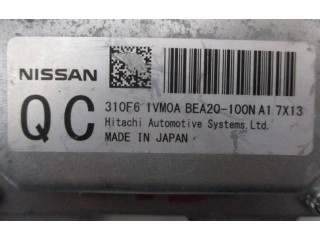 NISSAN
QC
310F6 1VM0A BEA20-100N A1 7X13
Hitachi Automotive Systems,Ltd.
MADE IN JAPAN